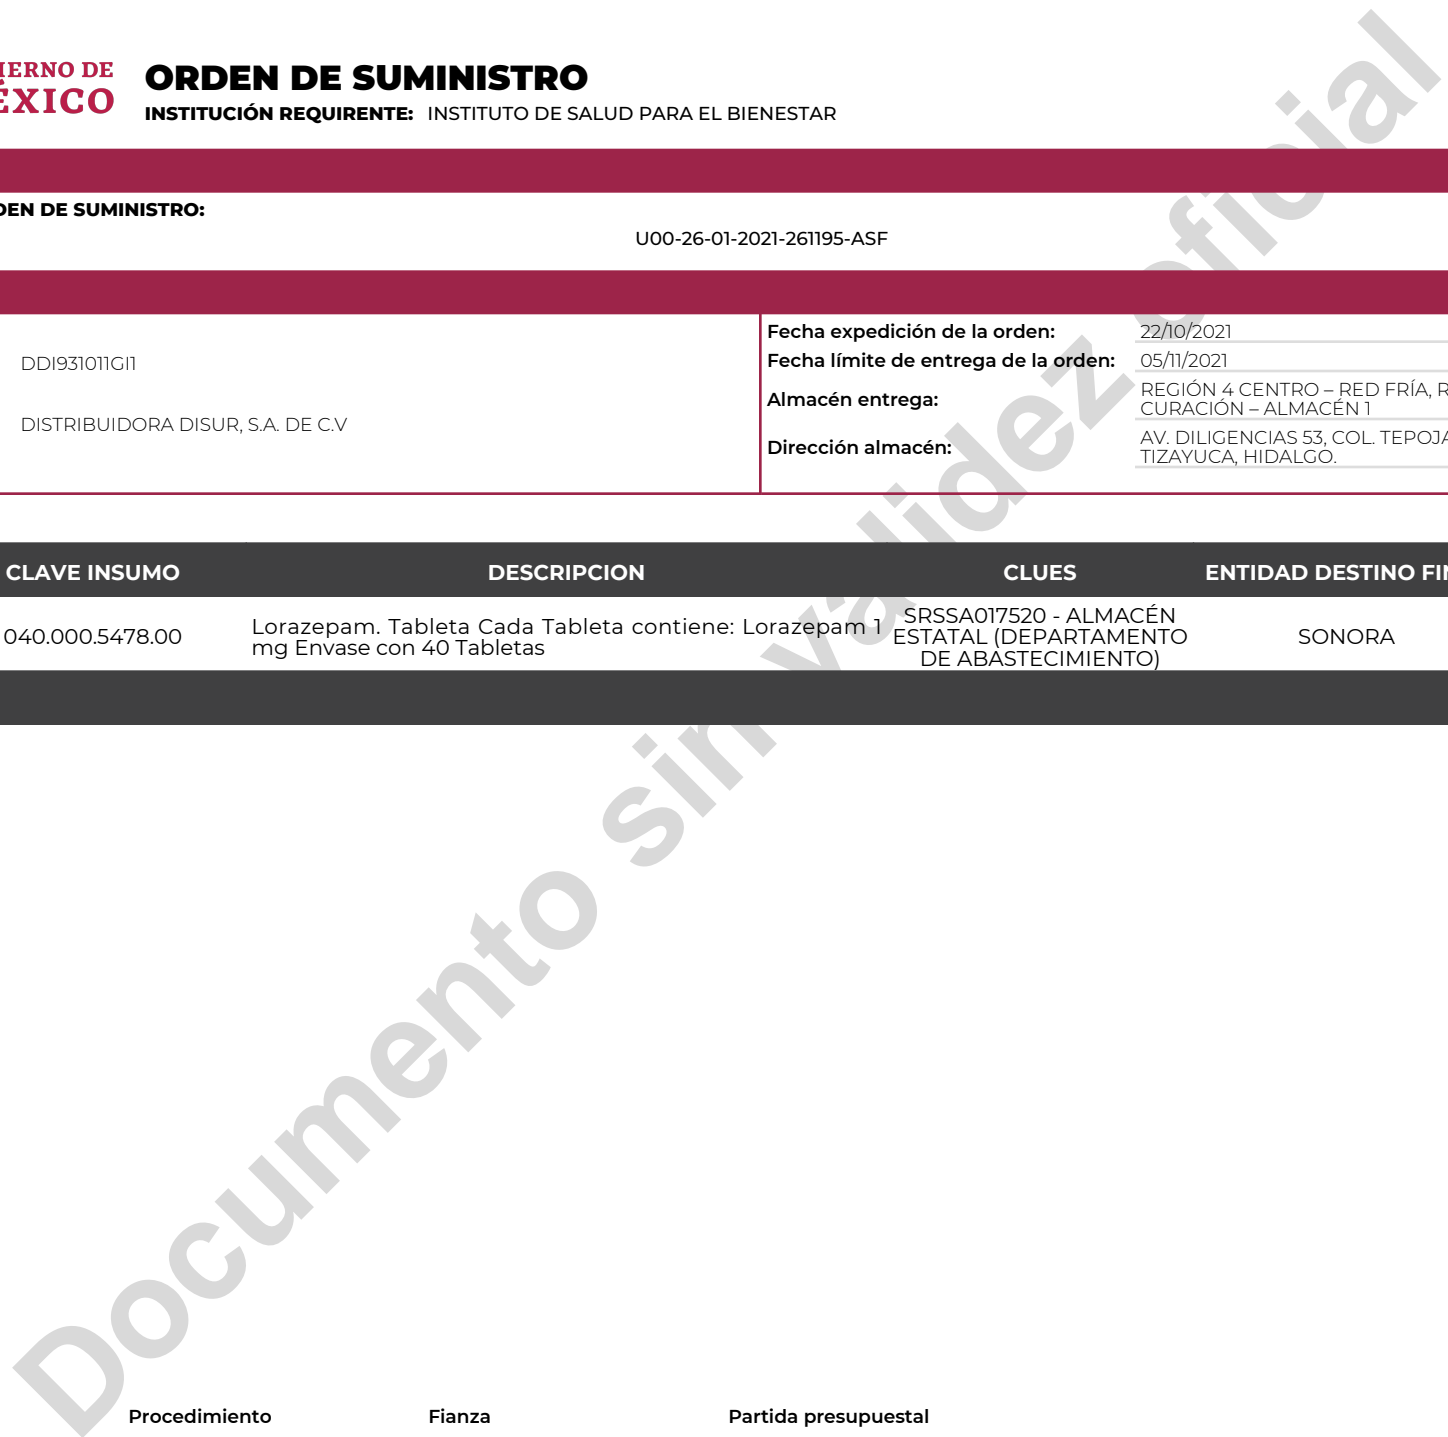 IERNO DE
ÉXICO
ORDEN DE SUMINISTRO
INSTITUCIÓN REQUIRENTE: INSTITUTO DE SALUD PARA EL BIENESTAR
DEN DE SUMINISTRO:
U00-26-01-2021-261195-ASF
DDI931011GI1
DISTRIBUIDORA DISUR, S.A. DE C.V
Fecha expedición de la orden: 22/10/2021
Fecha límite de entrega de la orden: 05/11/2021
Almacén entrega: REGIÓN 4 CENTRO – RED FRÍA, R
CURACIÓN – ALMACÉN 1
Dirección almacén: AV. DILIGENCIAS 53, COL. TEPOJA
TIZAYUCA, HIDALGO.
CLAVE INSUMO DESCRIPCION CLUES ENTIDAD DESTINO FIN
040.000.5478.00
Lorazepam. Tableta Cada Tableta contiene: Lorazepam 1
mg Envase con 40 Tabletas
SRSSA017520 - ALMACÉN
ESTATAL (DEPARTAMENTO
DE ABASTECIMIENTO)
SONORA
Documento sin validez oficial
Procedimiento Fianza Partida presupuestal